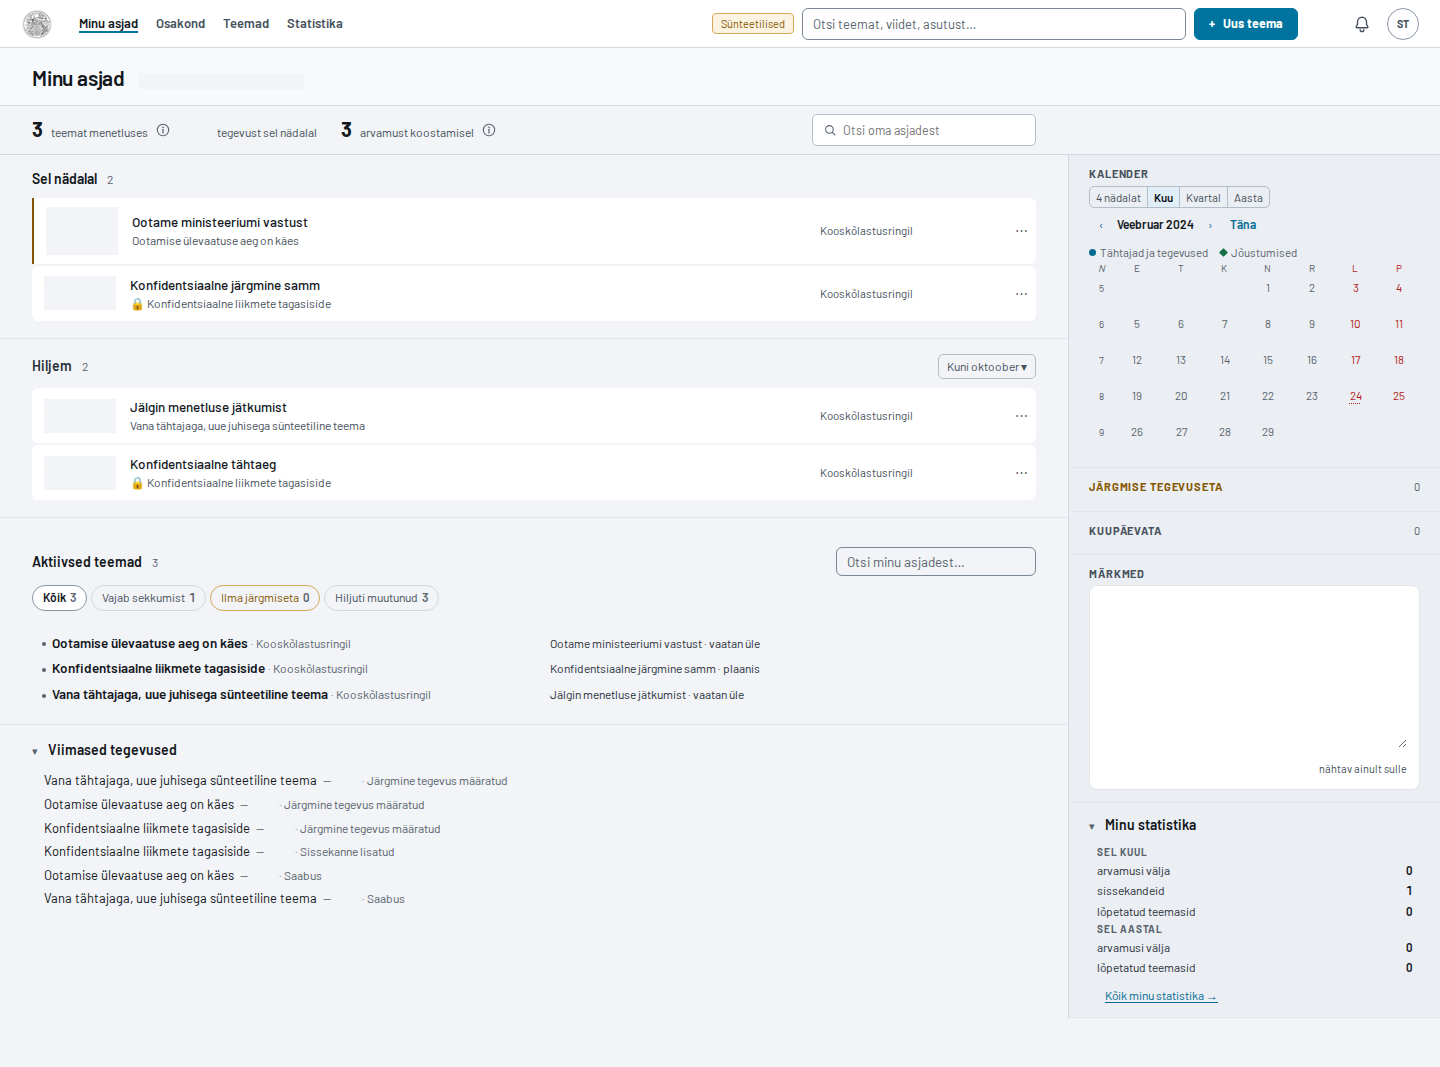 Minu asjad Osakond Teemad Statistika Sünteetilised Otsi teemat, viidet, asutust... + Uus teema ST
Minu asjad
3 teemat menetluses tegevust sel nädalal 3 arvamust koostamisel Otsi oma asjadest
Sel nädalal 2
Ootame ministeeriumi vastust
Ootamise ülevaatuse aeg on käes
Kooskõlastusringil ...
Konfidentsiaalne järgmine samm
🔒 Konfidentsiaalne liikmete tagasiside
Kooskõlastusringil ...
Hiljem 2 Kuni oktoober ▾
Jälgin menetluse jätkumist
Vana tähtajaga, uue juhisega sünteetiline teema
Kooskõlastusringil ...
Konfidentsiaalne tähtaeg
🔒 Konfidentsiaalne liikmete tagasiside
Kooskõlastusringil ...
Aktiivsed teemad 3 Otsi minu asjadest...
Kõik 3 Vajab sekkumist 1 Ilma järgmiseta 0 Hiljuti muutunud 3
• Ootamise ülevaatuse aeg on käes · Kooskõlastusringil Ootame ministeeriumi vastust · vaatan üle
• Konfidentsiaalne liikmete tagasiside · Kooskõlastusringil Konfidentsiaalne järgmine samm · plaanis
• Vana tähtajaga, uue juhisega sünteetiline teema · Kooskõlastusringil Jälgin menetluse jätkumist · vaatan üle
▾ Viimased tegevused
Vana tähtajaga, uue juhisega sünteetiline teema — · Järgmine tegevus määratud
Ootamise ülevaatuse aeg on käes — · Järgmine tegevus määratud
Konfidentsiaalne liikmete tagasiside — · Järgmine tegevus määratud
Konfidentsiaalne liikmete tagasiside — · Sissekanne lisatud
Ootamise ülevaatuse aeg on käes — · Saabus
Vana tähtajaga, uue juhisega sünteetiline teema — · Saabus
KALENDER
4 nädalat Kuu Kvartal Aasta
‹ Veebruar 2024 › Täna
Tähtajad ja tegevused Jõustumised
N E T K N R L P
5 1 2 3 4
6 5 6 7 8 9 10 11
7 12 13 14 15 16 17 18
8 19 20 21 22 23 24 25
9 26 27 28 29
JÄRGMISE TEGEVUSETA 0
KUUPÄEVATA 0
MÄRKMED
nähtav ainult sulle
▾ Minu statistika
SEL KUUL
arvamusi välja 0
sissekandeid 1
lõpetatud teemasid 0
SEL AASTAL
arvamusi välja 0
lõpetatud teemasid 0
Kõik minu statistika →